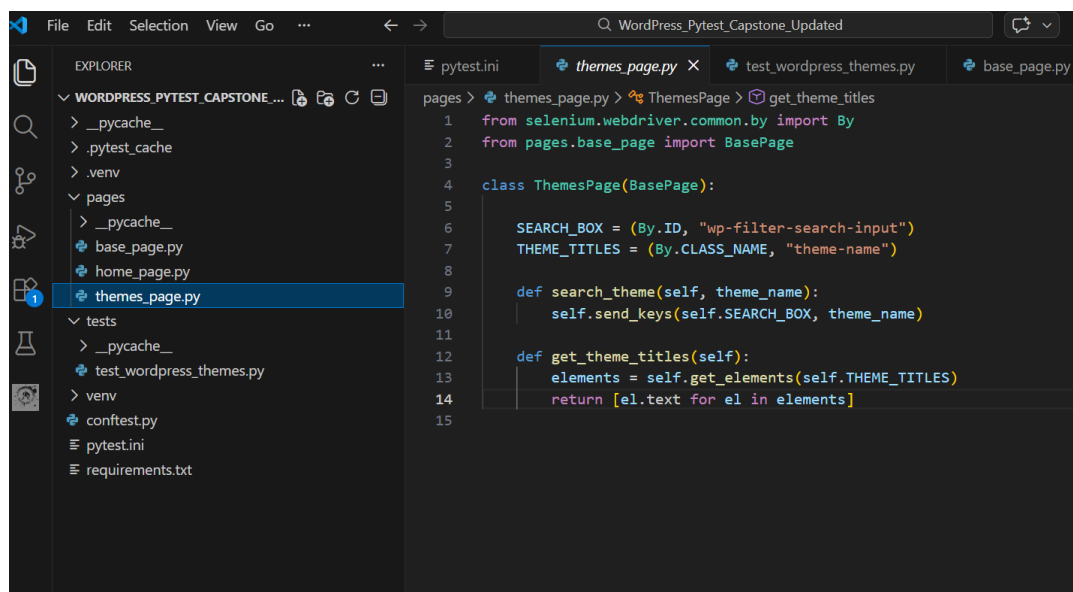 File Edit Selection View Go ··· WordPress_Pytest_Capstone_Updated
EXPLORER ···
WORDPRESS_PYTEST_CAPSTONE_...
__pycache__
.pytest_cache
.venv
pages
__pycache__
base_page.py
home_page.py
themes_page.py
tests
__pycache__
test_wordpress_themes.py
venv
conftest.py
pytest.ini
requirements.txt
1
pytest.ini themes_page.py test_wordpress_themes.py base_page.py
pages > themes_page.py > ThemesPage > get_theme_titles
1 from selenium.webdriver.common.by import By
2 from pages.base_page import BasePage
3
4 class ThemesPage(BasePage):
5
6     SEARCH_BOX = (By.ID, "wp-filter-search-input")
7     THEME_TITLES = (By.CLASS_NAME, "theme-name")
8
9     def search_theme(self, theme_name):
10         self.send_keys(self.SEARCH_BOX, theme_name)
11
12     def get_theme_titles(self):
13         elements = self.get_elements(self.THEME_TITLES)
14         return [el.text for el in elements]
15